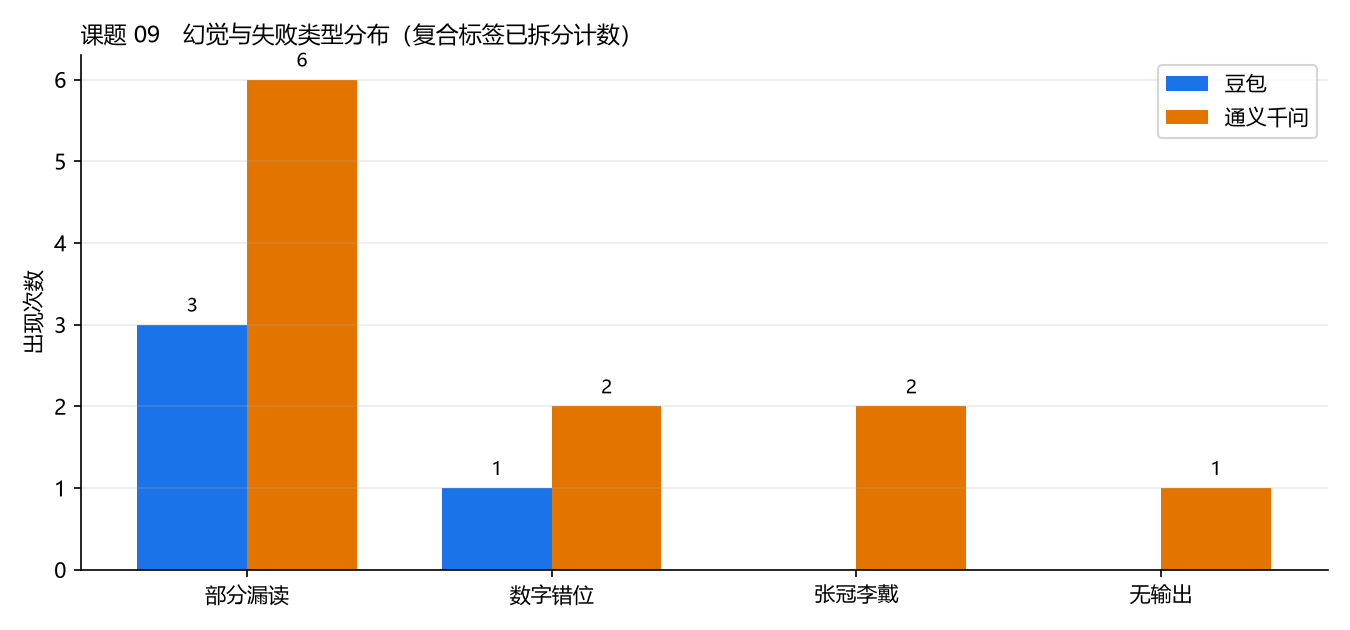 课题 09　幻觉与失败类型分布（复合标签已拆分计数）
豆包
通义千问
出现次数
6
5
4
3
2
1
0
3
6
1
2
2
1
部分漏读
数字错位
张冠李戴
无输出